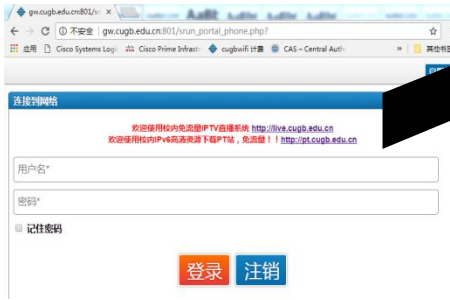 gw.cugb.edu.cn:801/sr
不安全 | gw.cugb.edu.cn:801/srun_portal_phone.php?
应用 Cisco Systems Logi Cisco Prime Infrastr cugbwifi 计费 CAS – Central Auth » 其他书签
连接到网络
欢迎使用校内免流量IPTV直播系统 http://live.cugb.edu.cn
欢迎使用校内IPv6高清资源下载PT站，免流量！！http://pt.cugb.edu.cn
用户名*
密码*
记住密码
登录 注销